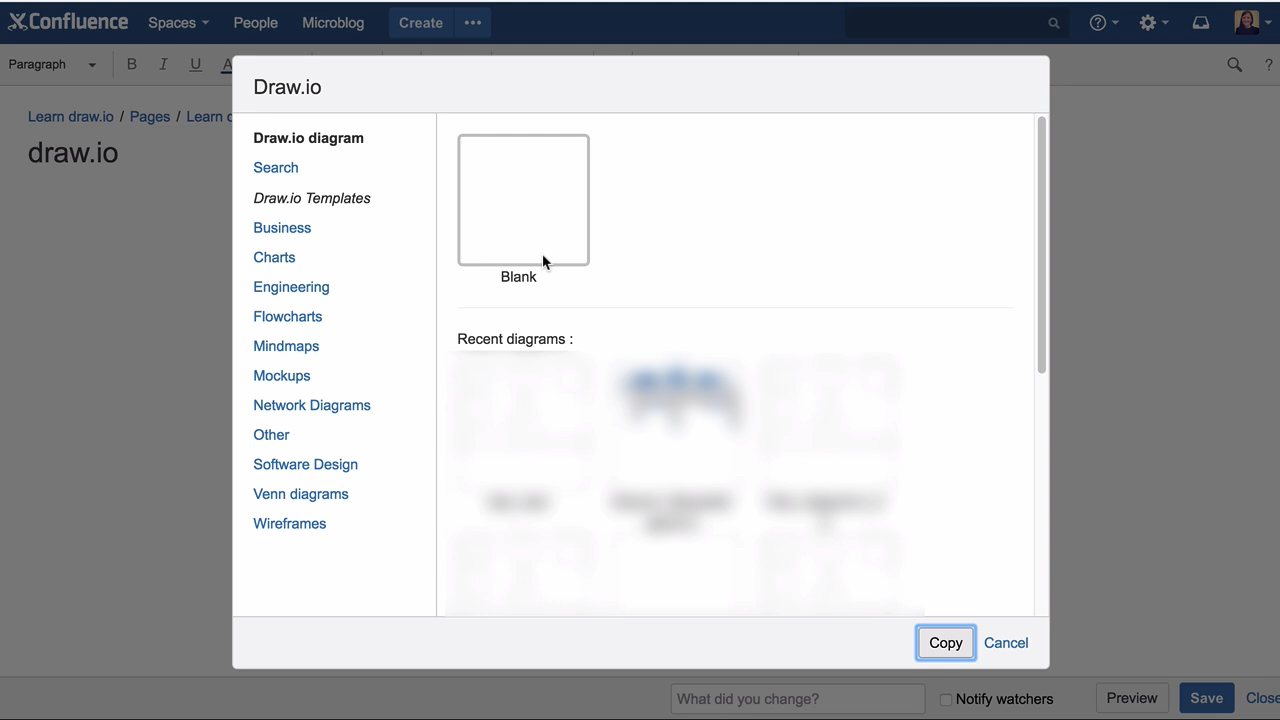 Confluence Spaces People Microblog Create •••
Paragraph B I U A ?
Draw.io
Learn draw.io / Pages / Learn d
draw.io
Draw.io diagram
Search
Draw.io Templates
Business
Charts
Engineering
Flowcharts
Mindmaps
Mockups
Network Diagrams
Other
Software Design
Venn diagrams
Wireframes
Blank
Recent diagrams :
Copy Cancel
What did you change? Notify watchers Preview Save Close